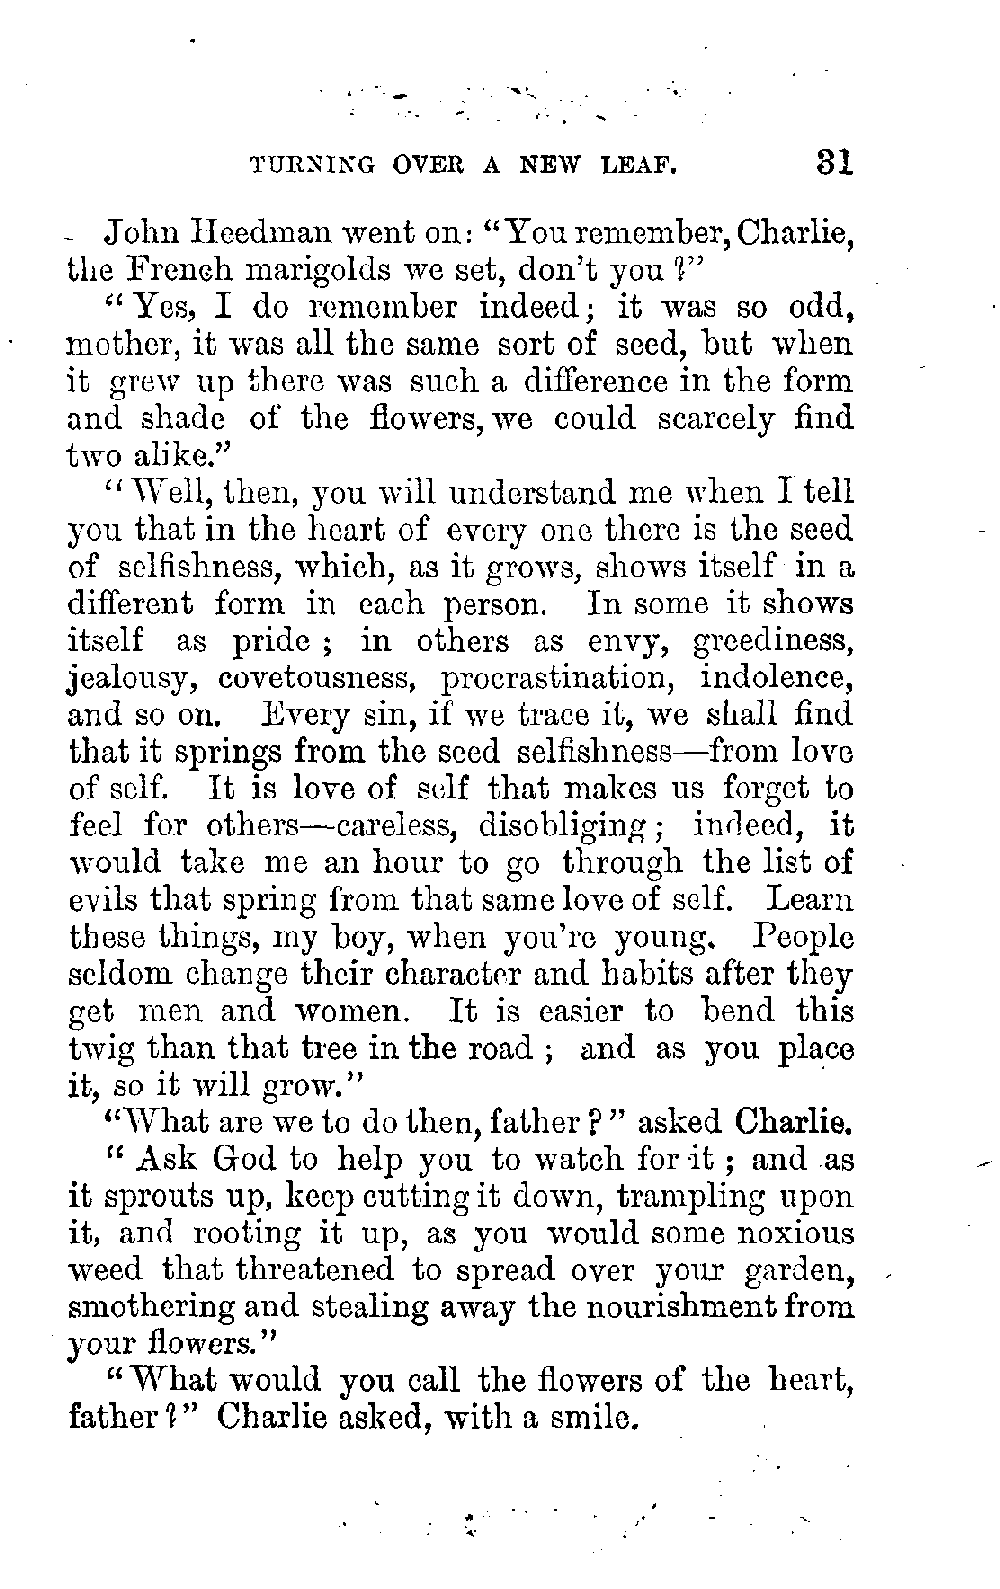 TURNING OVER A NEW LEAF. 31
John Heedman went on: “You remember, Charlie,
the French marigolds we set, don't you?”
“Yes, I do remember indeed; it was so odd,
mother, it was all the same sort of seed, but when
it grew up there was such a difference in the form
and shade of the flowers, we could scarcely find
two alike.”
“Well, then, you will understand me when I tell
you that in the heart of every one there is the seed
of selfishness, which, as it grows, shows itself in a
different form in each person. In some it shows
itself as pride; in others as envy, greediness,
jealousy, covetousness, procrastination, indolence,
and so on. Every sin, if we trace it, we shall find
that it springs from the seed selfishness—from love
of self. It is love of self that makes us forget to
feel for others—careless, disobliging; indeed, it
would take me an hour to go through the list of
evils that spring from that same love of self. Learn
these things, my boy, when you're young. People
seldom change their character and habits after they
get men and women. It is easier to bend this
twig than that tree in the road; and as you place
it, so it will grow.”
“What are we to do then, father?” asked Charlie.
“Ask God to help you to watch for it; and as
it sprouts up, keep cutting it down, trampling upon
it, and rooting it up, as you would some noxious
weed that threatened to spread over your garden,
smothering and stealing away the nourishment from
your flowers.”
“What would you call the flowers of the heart,
father?” Charlie asked, with a smile.